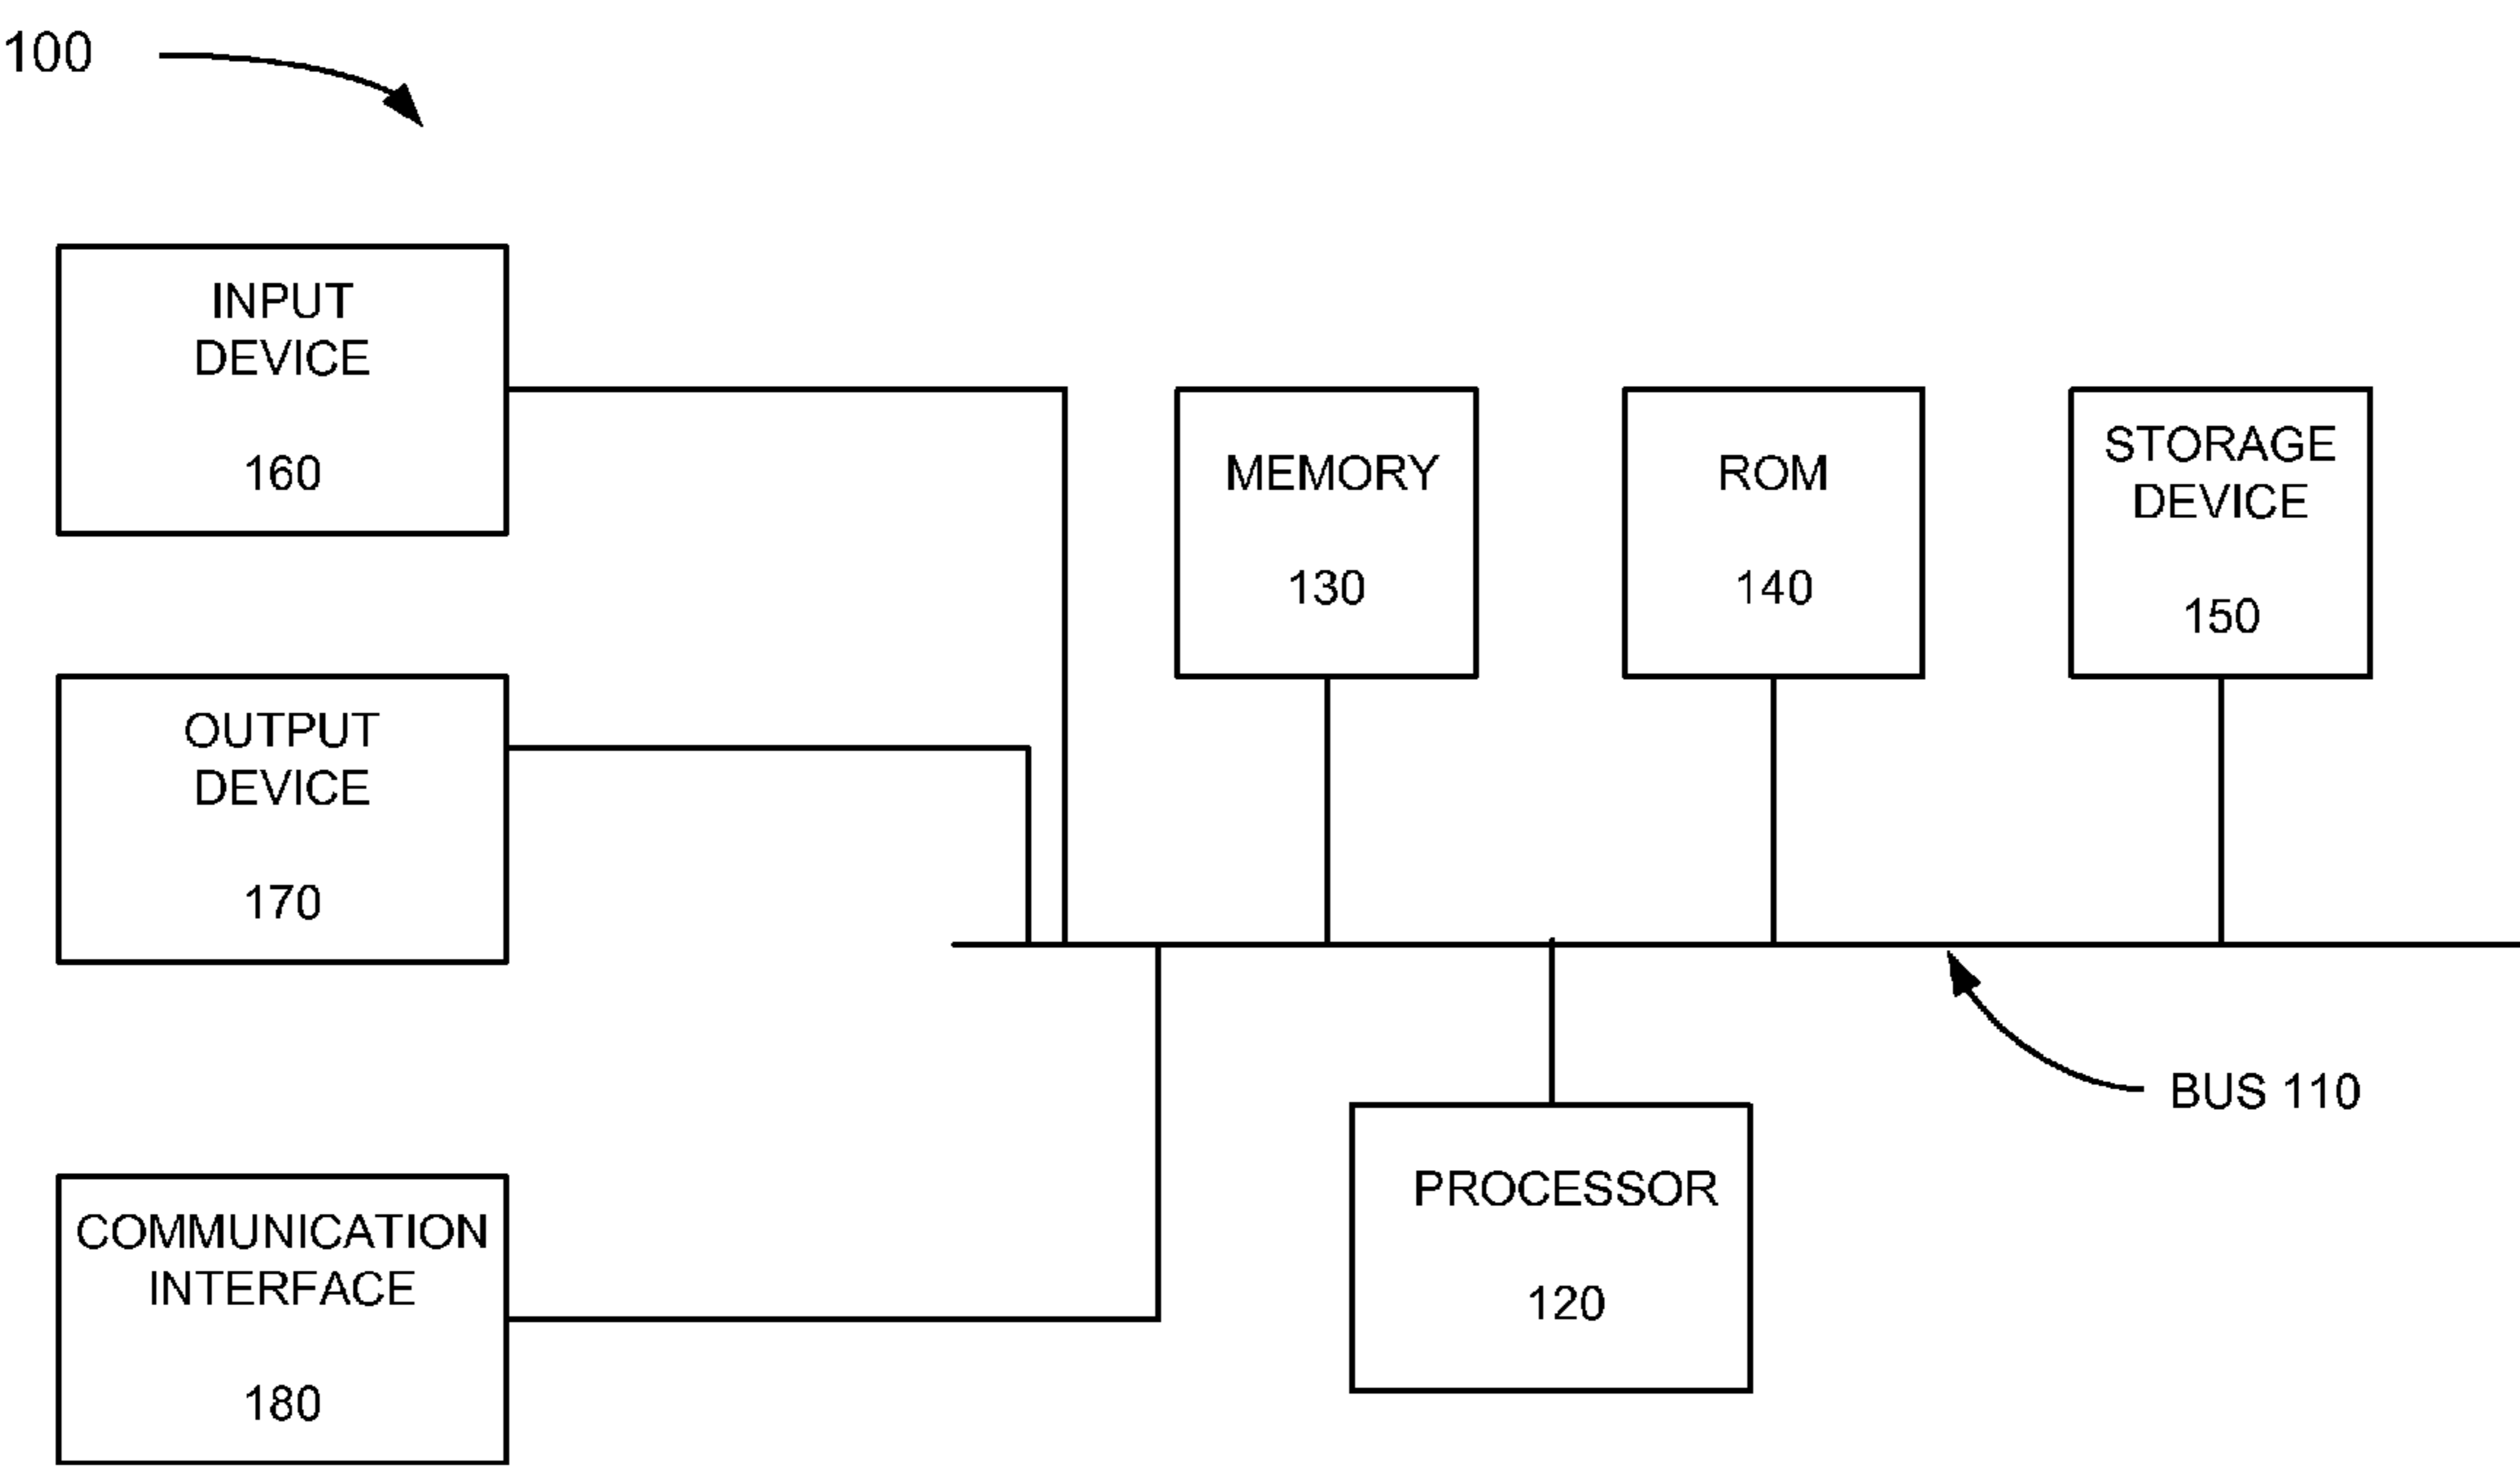 100
INPUT
DEVICE
160
MEMORY
130
ROM
140
STORAGE
DEVICE
150
OUTPUT
DEVICE
170
BUS 110
PROCESSOR
120
COMMUNICATION
INTERFACE
180